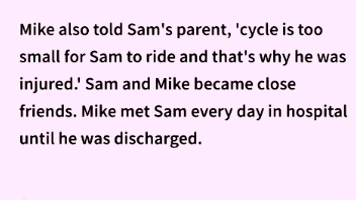 Mike also told Sam's parent, 'cycle is too
small for Sam to ride and that's why he was
injured.' Sam and Mike became close
friends. Mike met Sam every day in hospital
until he was discharged.